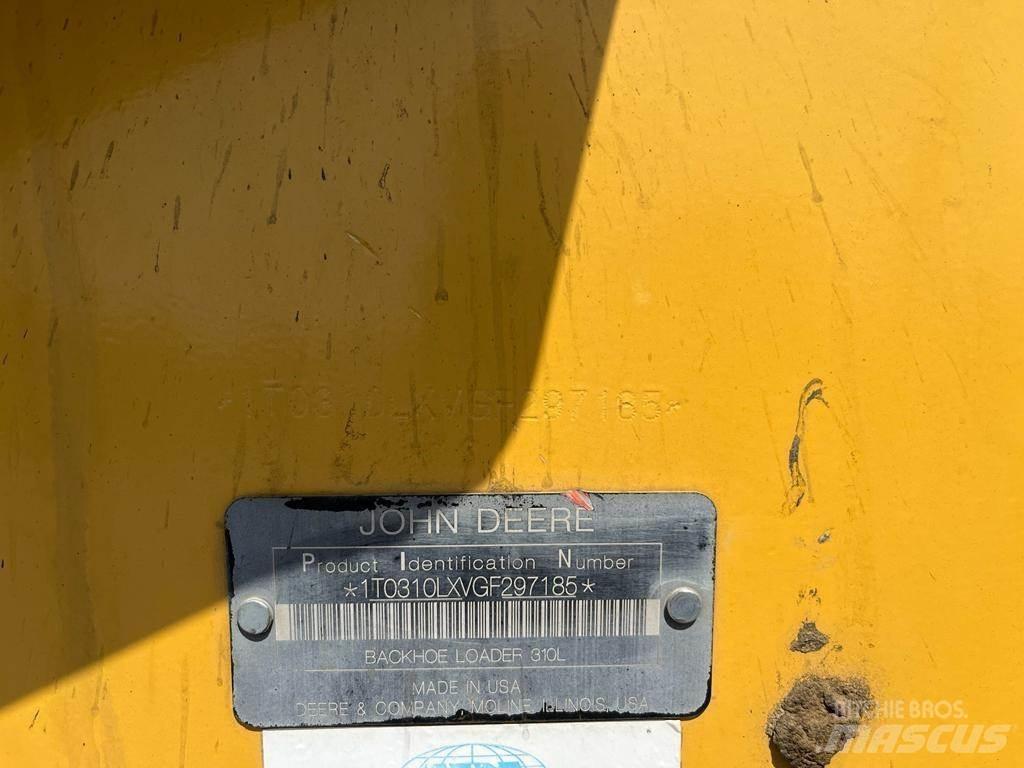 *1T0310LXVGF297185*
JOHN DEERE
Product Identification Number
*1T0310LXVGF297185*
BACKHOE LOADER 310L
MADE IN USA
DEERE & COMPANY MOLINE, ILLINOIS, USA
RITCHIE BROS.
MASCUS